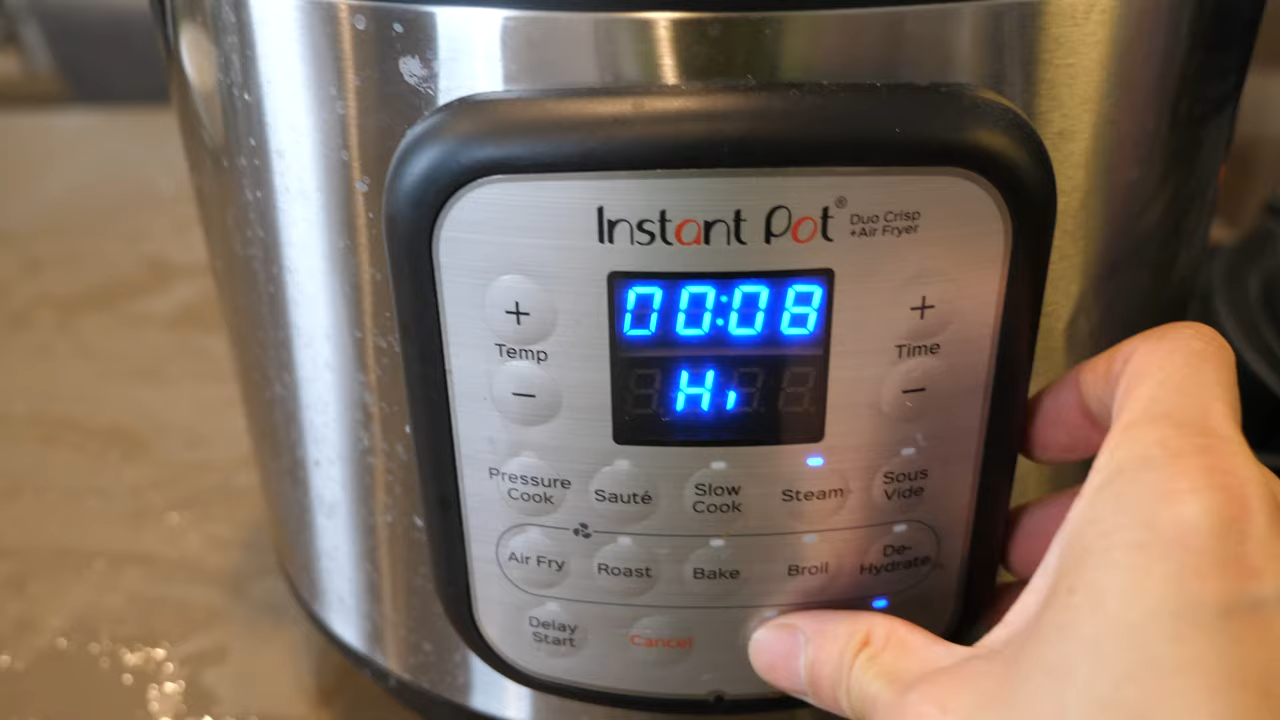 Instant Pot® Duo Crisp
+Air Fryer
00:08
Hi
+
+
Temp
Time
−
−
Pressure Cook
Sauté
Slow Cook
Steam
Sous Vide
Air Fry
Roast
Bake
Broil
De-Hydrate
Delay Start
Cancel